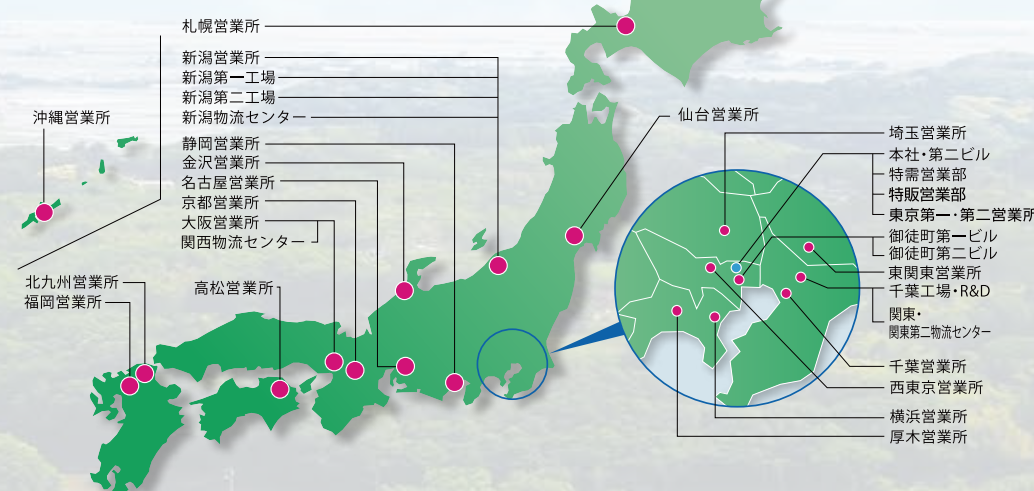 札幌営業所
新潟営業所
新潟第一工場
新潟第二工場
新潟物流センター
静岡営業所
金沢営業所
名古屋営業所
京都営業所
大阪営業所
関西物流センター
沖縄営業所
北九州営業所
福岡営業所
高松営業所
仙台営業所
埼玉営業所
本社・第二ビル
特需営業部
特販営業部
東京第一・第二営業所
御徒町第一ビル
御徒町第二ビル
東関東営業所
千葉工場・R&D
関東・
関東第二物流センター
千葉営業所
西東京営業所
横浜営業所
厚木営業所